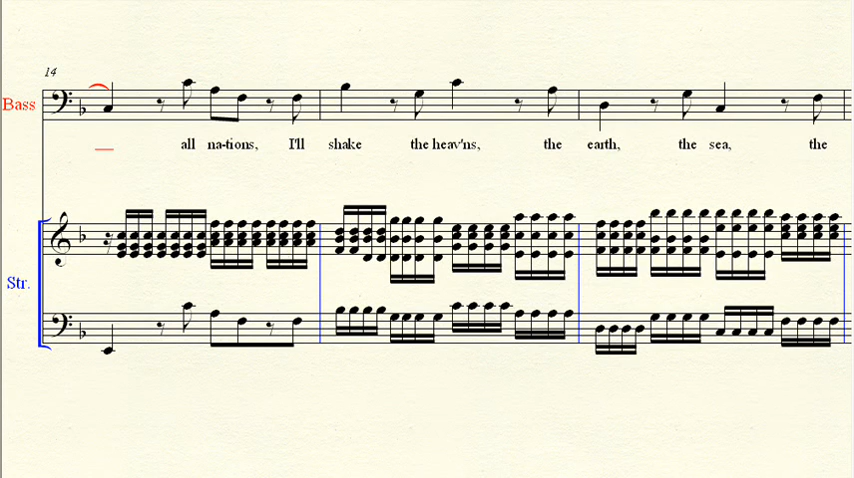 14
Bass
all na-tions, I'll shake the heav'ns, the earth, the sea, the
Str.